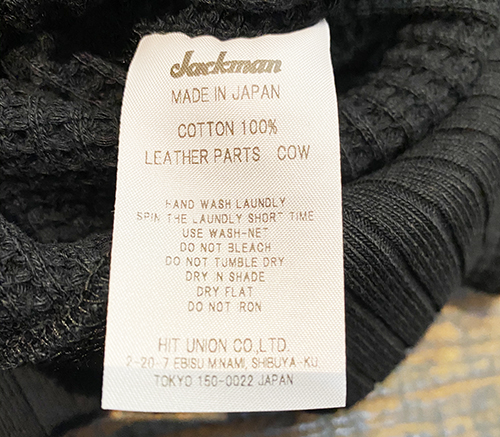 Jackman
MADE IN JAPAN
COTTON 100%
LEATHER PARTS COW
HAND WASH LAUNDLY
SPIN THE LAUNDLY SHORT TIME
USE WASH-NET
DO NOT BLEACH
DO NOT TUMBLE DRY
DRY IN SHADE
DRY FLAT
DO NOT IRON
HIT UNION CO.,LTD.
2-20-7 EBISU MINAMI, SHIBUYA-KU.
TOKYO 150-0022 JAPAN